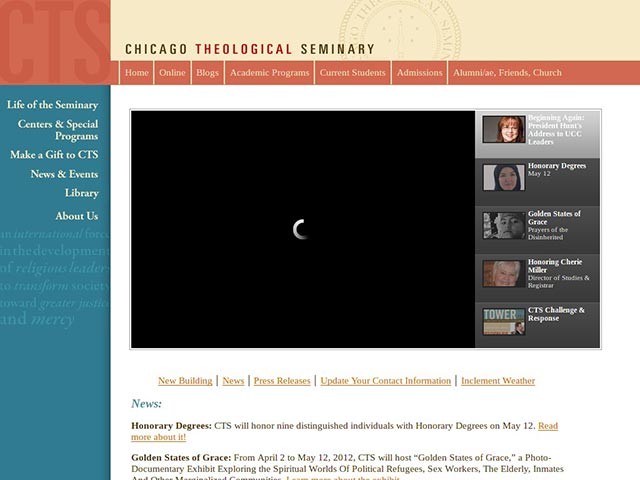 CTS
CHICAGO THEOLOGICAL SEMINARY
Home
Online
Blogs
Academic Programs
Current Students
Admissions
Alumni/ae, Friends, Church
Life of the Seminary
Centers & Special
Programs
Make a Gift to CTS
News & Events
Library
About Us
an international force
in the development
of religious leaders
to transform society
toward greater justice
and mercy
Beginning Again:
President Hunt's
Address to UCC
Leaders
Honorary Degrees
May 12
Golden States of
Grace
Prayers of the
Disinherited
Honoring Cherie
Miller
Director of Studies &
Registrar
TOWER
CTS Challenge &
Response
New Building | News | Press Releases | Update Your Contact Information | Inclement Weather
News:
Honorary Degrees: CTS will honor nine distinguished individuals with Honorary Degrees on May 12. Read
more about it!
Golden States of Grace: From April 2 to May 12, 2012, CTS will host “Golden States of Grace,” a Photo-
Documentary Exhibit Exploring the Spiritual Worlds Of Political Refugees, Sex Workers, The Elderly, Inmates
And Other Marginalized Communities. Learn more about the exhibit